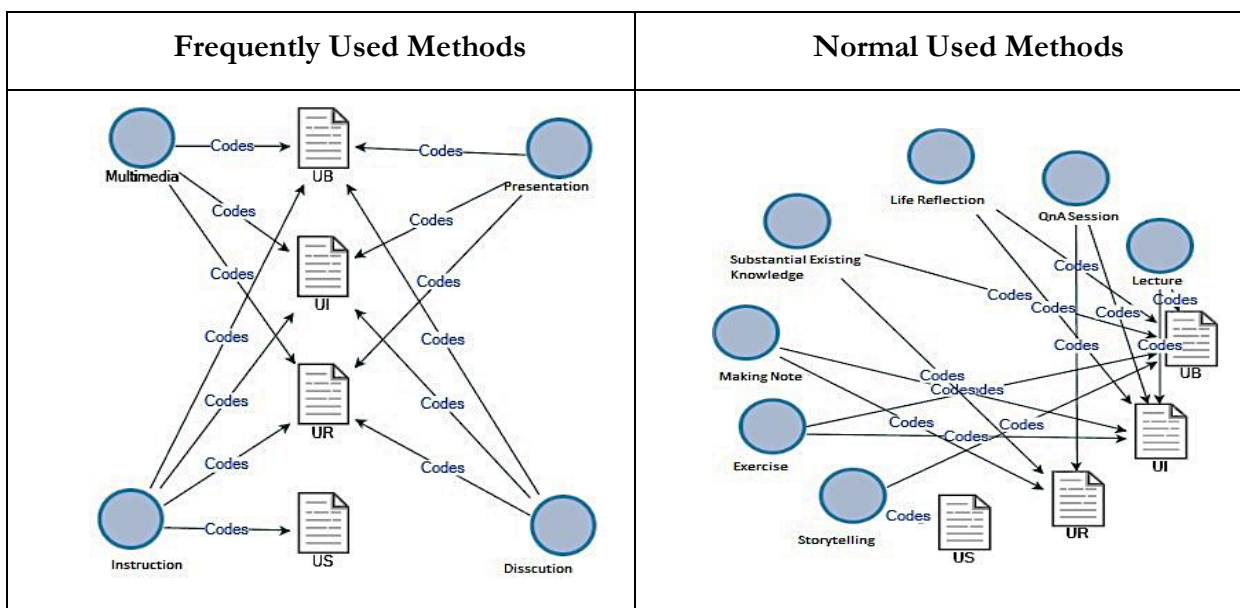 Frequently Used Methods
Normal Used Methods
Multimedia
Codes
UB
Codes
Presentation
Codes
Codes
UI
Codes
Codes
Codes
Codes
UR
Codes
Codes
Codes
Codes
Instruction
Codes
US
Disscution
Life Reflection
QnA Session
Substantial Existing
Knowledge
Codes
Lecture
Codes
Codes
Codes
Codes
UB
Making Note
Codes
Codes
Codes
Codes
des
Codes
Codes
UI
Exercise
Storytelling
Codes
US
UR